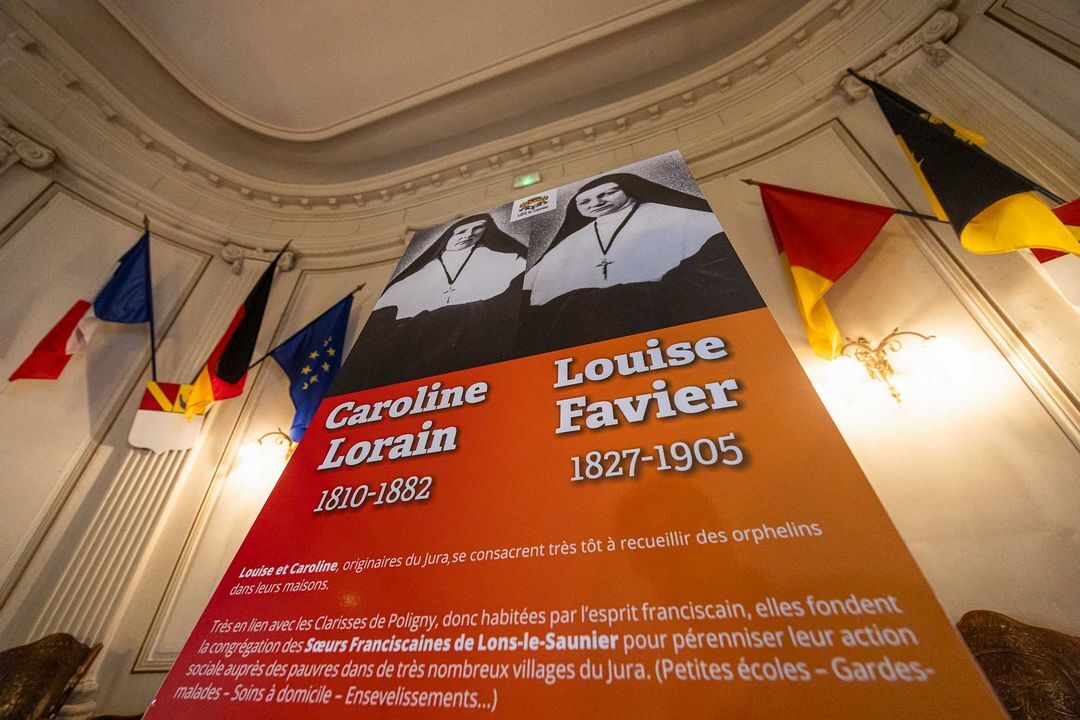 Caroline
Lorain
1810-1882
Louise
Favier
1827-1905
Louise et Caroline, originaires du Jura,se consacrent très tôt à recueillir des orphelins
dans leurs maisons.
Très en lien avec les Clarisses de Poligny, donc habitées par l'esprit franciscain, elles fondent
la congrégation des Sœurs Franciscaines de Lons-le-Saunier pour pérenniser leur action
sociale auprès des pauvres dans de très nombreux villages du Jura. (Petites écoles – Gardes-
malades – Soins à domicile – Ensevelissements...)